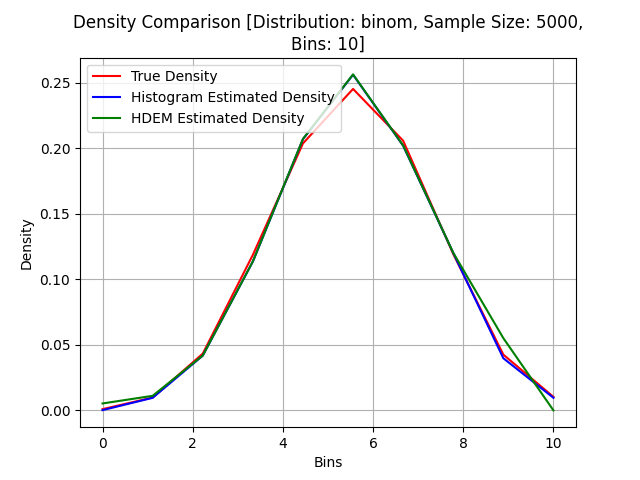 Density Comparison [Distribution: binom, Sample Size: 5000,
Bins: 10]
True Density
Histogram Estimated Density
HDEM Estimated Density
0.25
0.20
0.15
0.10
0.05
0.00
Density
0 2 4 6 8 10
Bins